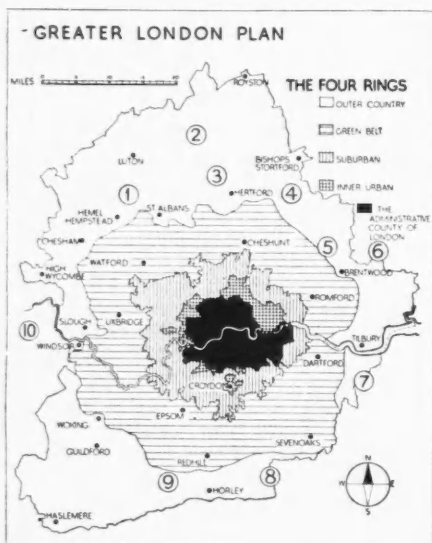 - GREATER LONDON PLAN
MILES
THE FOUR RINGS
OUTER COUNTRY
GREEN BELT
SUBURBAN
INNER URBAN
THE
ADMINISTRATIVE
COUNTY OF
LONDON
ROYSTON
2
LUTON
BISHOPS
STORTFORD
3
1
HERTFORD
4
ST ALBANS
HEMEL
HEMPSTEAD
CHESHAM
CHESHUNT
5
6
WATFORD
HIGH
WYCOMBE
BRENTWOOD
ROMFORD
10
SLOUGH
UXBRIDGE
WINDSOR
TILBURY
DARTFORD
7
CROYDON
EPSOM
WOKING
GUILDFORD
SEVENOAKS
REDHILL
9
8
HORLEY
HASLEMERE
N
W
E
S